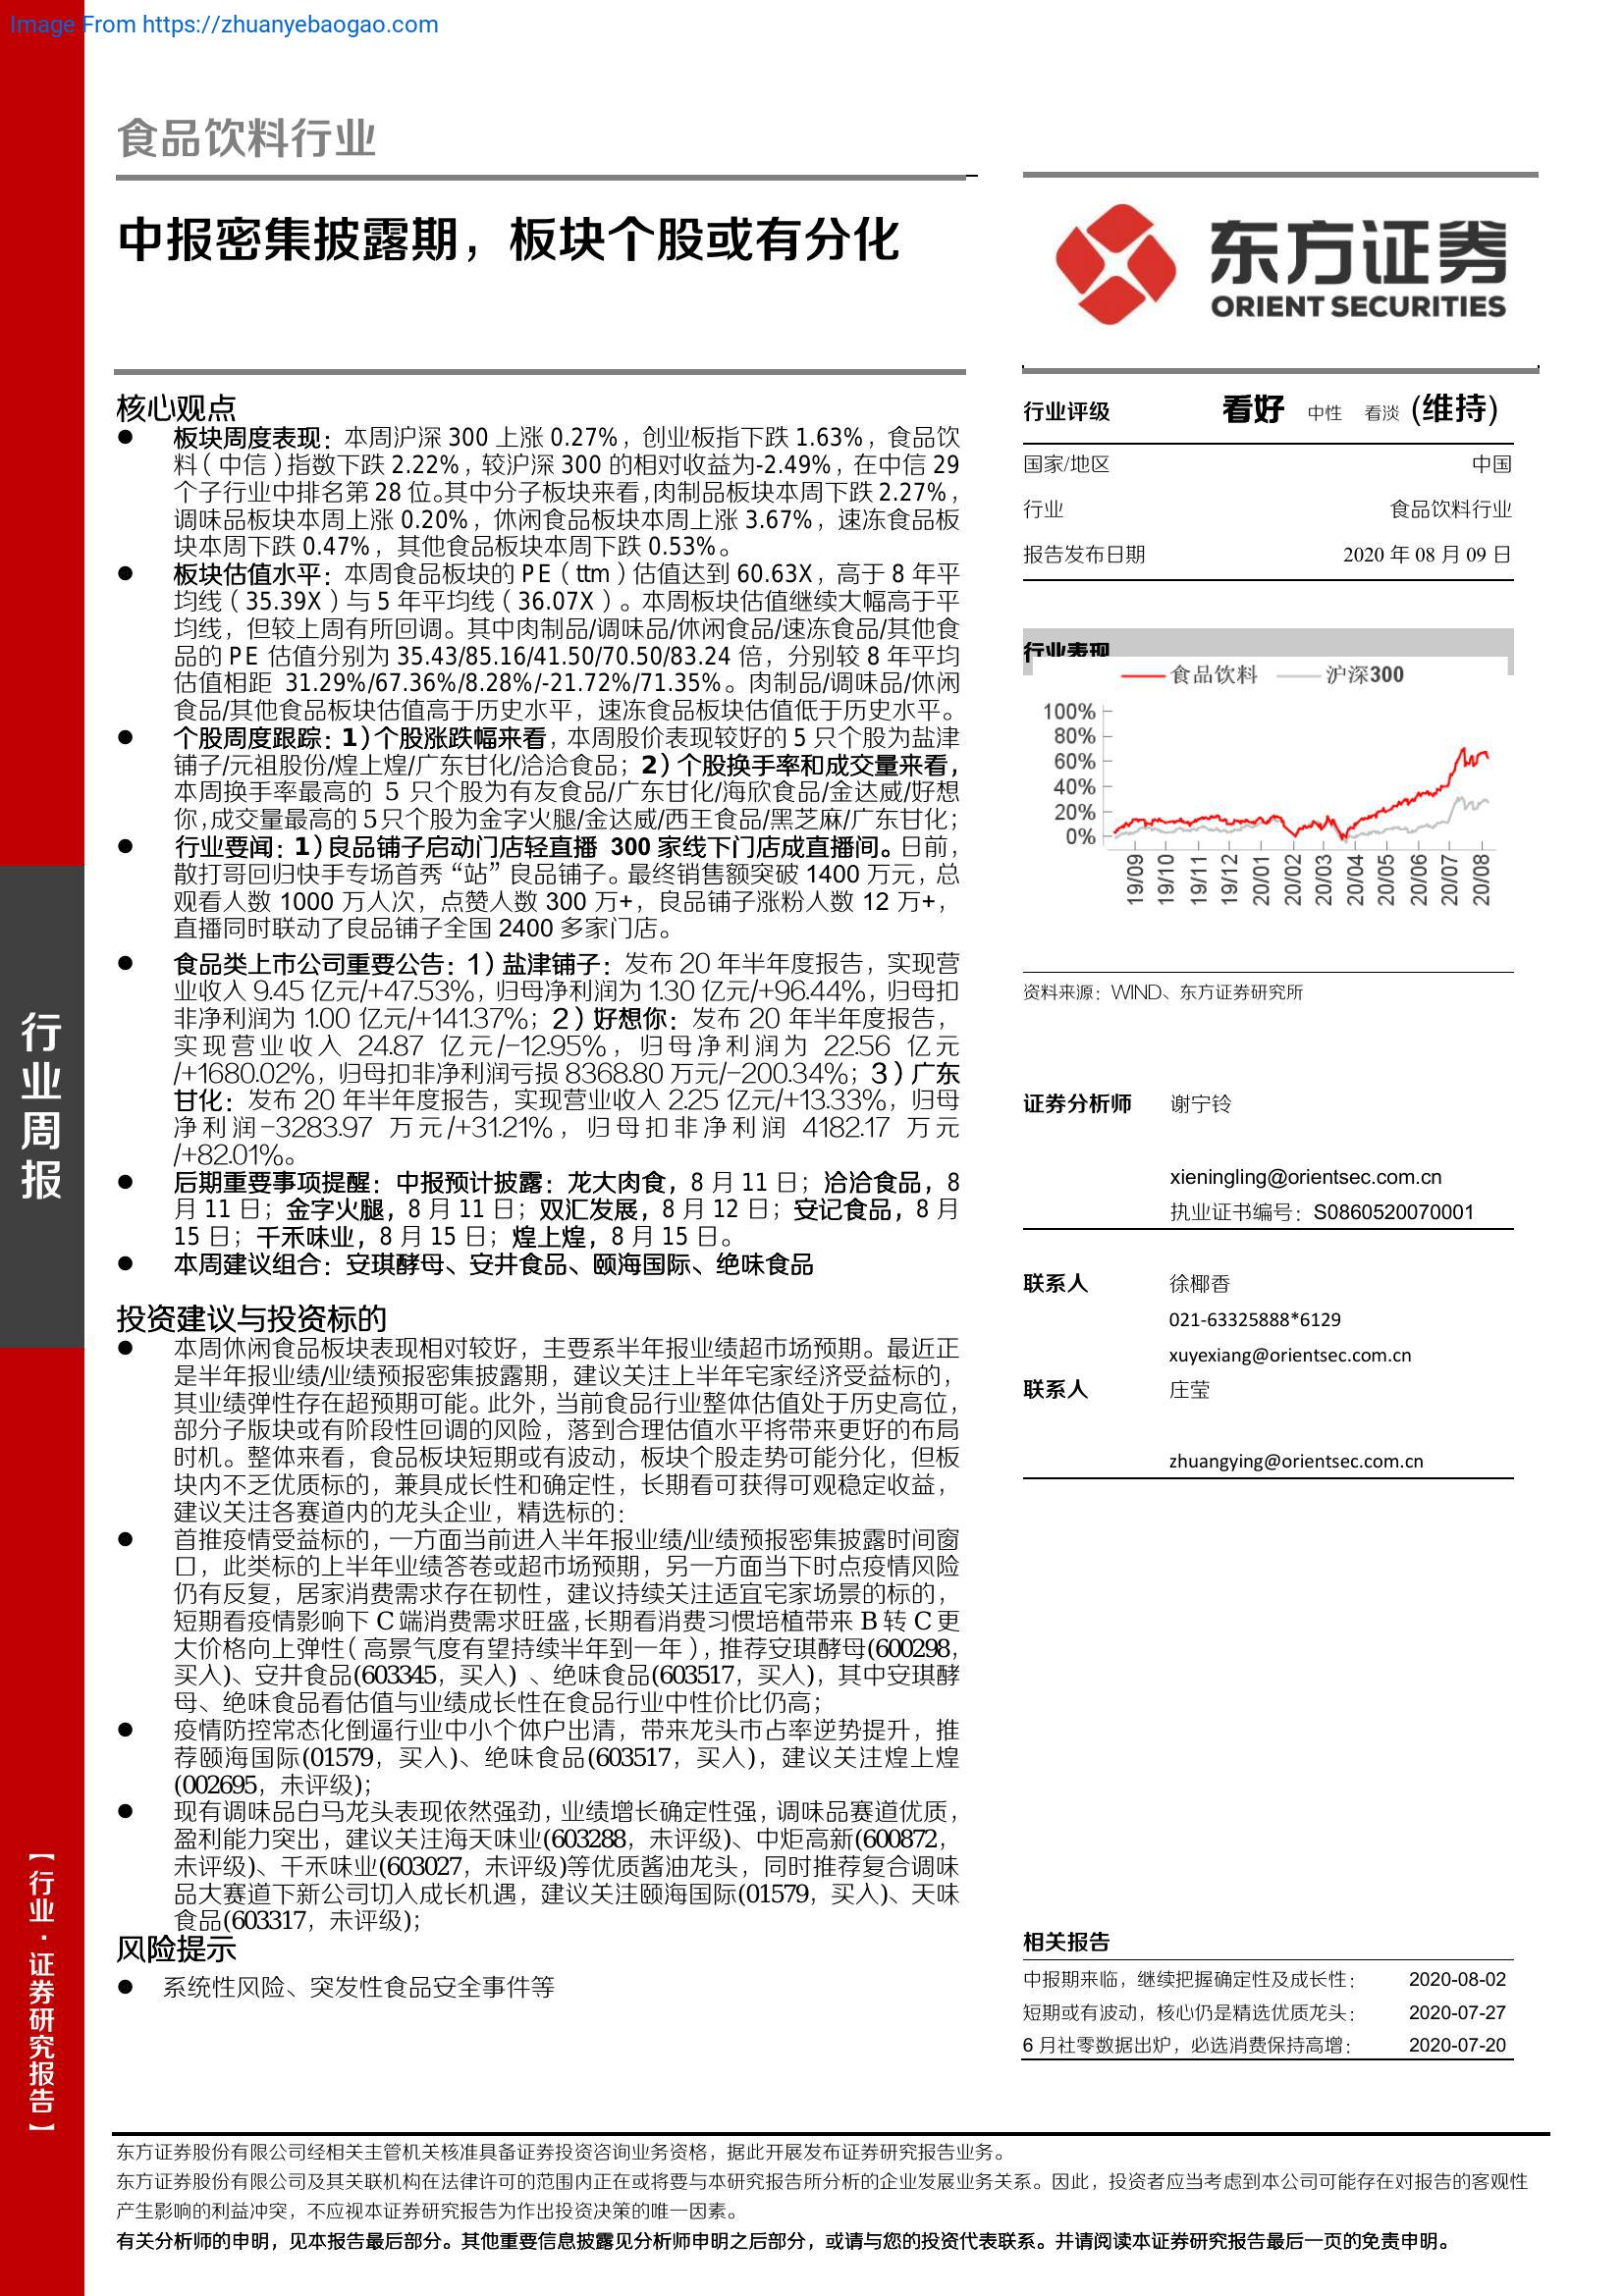 Image From https://zhuanyebaogao.com
食品饮料行业
中报密集披露期，板块个股或有分化
东方证券
ORIENT SECURITIES
核心观点
● 板块周度表现：本周沪深 300 上涨 0.27%，创业板指下跌 1.63%，食品饮
料（中信）指数下跌 2.22%，较沪深 300 的相对收益为-2.49%，在中信 29
个子行业中排名第 28 位。其中分子板块来看，肉制品板块本周下跌 2.27%，
调味品板块本周上涨 0.20%，休闲食品板块本周上涨 3.67%，速冻食品板
块本周下跌 0.47%，其他食品板块本周下跌 0.53%。
● 板块估值水平：本周食品板块的 PE（ttm）估值达到 60.63X，高于 8 年平
均线（35.39X）与 5 年平均线（36.07X）。本周板块估值继续大幅高于平
均线，但较上周有所回调。其中肉制品/调味品/休闲食品/速冻食品/其他食
品的 PE 估值分别为 35.43/85.16/41.50/70.50/83.24 倍，分别较 8 年平均
估值相距 31.29%/67.36%/8.28%/-21.72%/71.35%。肉制品/调味品/休闲
食品/其他食品板块估值高于历史水平，速冻食品板块估值低于历史水平。
● 个股周度跟踪：1）个股涨跌幅来看，本周股价表现较好的 5 只个股为盐津
铺子/元祖股份/煌上煌/广东甘化/洽洽食品；2）个股换手率和成交量来看，
本周换手率最高的 5 只个股为有友食品/广东甘化/海欣食品/金达威/好想
你，成交量最高的 5 只个股为金字火腿/金达威/西王食品/黑芝麻/广东甘化；
● 行业要闻：1）良品铺子启动门店轻直播 300 家线下门店成直播间。日前，
散打哥回归快手专场首秀“站”良品铺子。最终销售额突破 1400 万元，总
观看人数 1000 万人次，点赞人数 300 万+，良品铺子涨粉人数 12 万+，
直播同时联动了良品铺子全国 2400 多家门店。
● 食品类上市公司重要公告：1）盐津铺子：发布 20 年半年度报告，实现营
业收入 9.45 亿元/+47.53%，归母净利润为 1.30 亿元/+96.44%，归母扣
非净利润为 1.00 亿元/+141.37%；2）好想你：发布 20 年半年度报告，
实现营业收入 24.87 亿元/-12.95%，归母净利润为 22.56 亿元
/+1680.02%，归母扣非净利润亏损 8368.80 万元/-200.34%；3）广东
甘化：发布 20 年半年度报告，实现营业收入 2.25 亿元/+13.33%，归母
净利润-3283.97 万元/+31.21%，归母扣非净利润 4182.17 万元
/+82.01%。
● 后期重要事项提醒：中报预计披露：龙大肉食，8 月 11 日；洽洽食品，8
月 11 日；金字火腿，8 月 11 日；双汇发展，8 月 12 日；安记食品，8 月
15 日；千禾味业，8 月 15 日；煌上煌，8 月 15 日。
● 本周建议组合：安琪酵母、安井食品、颐海国际、绝味食品
投资建议与投资标的
● 本周休闲食品板块表现相对较好，主要系半年报业绩超市场预期。最近正
是半年报业绩/业绩预报密集披露期，建议关注上半年宅家经济受益标的，
其业绩弹性存在超预期可能。此外，当前食品行业整体估值处于历史高位，
部分子版块或有阶段性回调的风险，落到合理估值水平将带来更好的布局
时机。整体来看，食品板块短期或有波动，板块个股走势可能分化，但板
块内不乏优质标的，兼具成长性和确定性，长期看可获得可观稳定收益，
建议关注各赛道内的龙头企业，精选标的：
● 首推疫情受益标的，一方面当前进入半年报业绩/业绩预报密集披露时间窗
口，此类标的上半年业绩答卷或超市场预期，另一方面当下时点疫情风险
仍有反复，居家消费需求存在韧性，建议持续关注适宜宅家场景的标的，
短期看疫情影响下 C 端消费需求旺盛，长期看消费习惯培植带来 B 转 C 更
大价格向上弹性（高景气度有望持续半年到一年），推荐安琪酵母(600298，
买入)、安井食品(603345，买入) 、绝味食品(603517，买入)，其中安琪酵
母、绝味食品看估值与业绩成长性在食品行业中性价比仍高；
● 疫情防控常态化倒逼行业中小个体户出清，带来龙头市占率逆势提升，推
荐颐海国际(01579，买入)、绝味食品(603517，买入)，建议关注煌上煌
(002695，未评级)；
● 现有调味品白马龙头表现依然强劲，业绩增长确定性强，调味品赛道优质，
盈利能力突出，建议关注海天味业(603288，未评级)、中炬高新(600872，
未评级)、千禾味业(603027，未评级)等优质酱油龙头，同时推荐复合调味
品大赛道下新公司切入成长机遇，建议关注颐海国际(01579，买入)、天味
食品(603317，未评级)；
风险提示
● 系统性风险、突发性食品安全事件等
行业评级 看好 中性 看淡 (维持)
国家/地区 中国
行业 食品饮料行业
报告发布日期 2020 年 08 月 09 日
行业表现
食品饮料 沪深300
100%
80%
60%
40%
20%
0%
19/09 19/10 19/11 19/12 20/01 20/02 20/03 20/04 20/05 20/06 20/07 20/08
资料来源：WIND、东方证券研究所
证券分析师 谢宁铃
xieningling@orientsec.com.cn
执业证书编号：S0860520070001
联系人 徐椰香
021-63325888*6129
xuyexiang@orientsec.com.cn
联系人 庄莹
zhuangying@orientsec.com.cn
相关报告
中报期来临，继续把握确定性及成长性： 2020-08-02
短期或有波动，核心仍是精选优质龙头： 2020-07-27
6 月社零数据出炉，必选消费保持高增： 2020-07-20
行业周报
【行业·证券研究报告】
东方证券股份有限公司经相关主管机关核准具备证券投资咨询业务资格，据此开展发布证券研究报告业务。
东方证券股份有限公司及其关联机构在法律许可的范围内正在或将要与本研究报告所分析的企业发展业务关系。因此，投资者应当考虑到本公司可能存在对报告的客观性
产生影响的利益冲突，不应视本证券研究报告为作出投资决策的唯一因素。
有关分析师的申明，见本报告最后部分。其他重要信息披露见分析师申明之后部分，或请与您的投资代表联系。并请阅读本证券研究报告最后一页的免责申明。